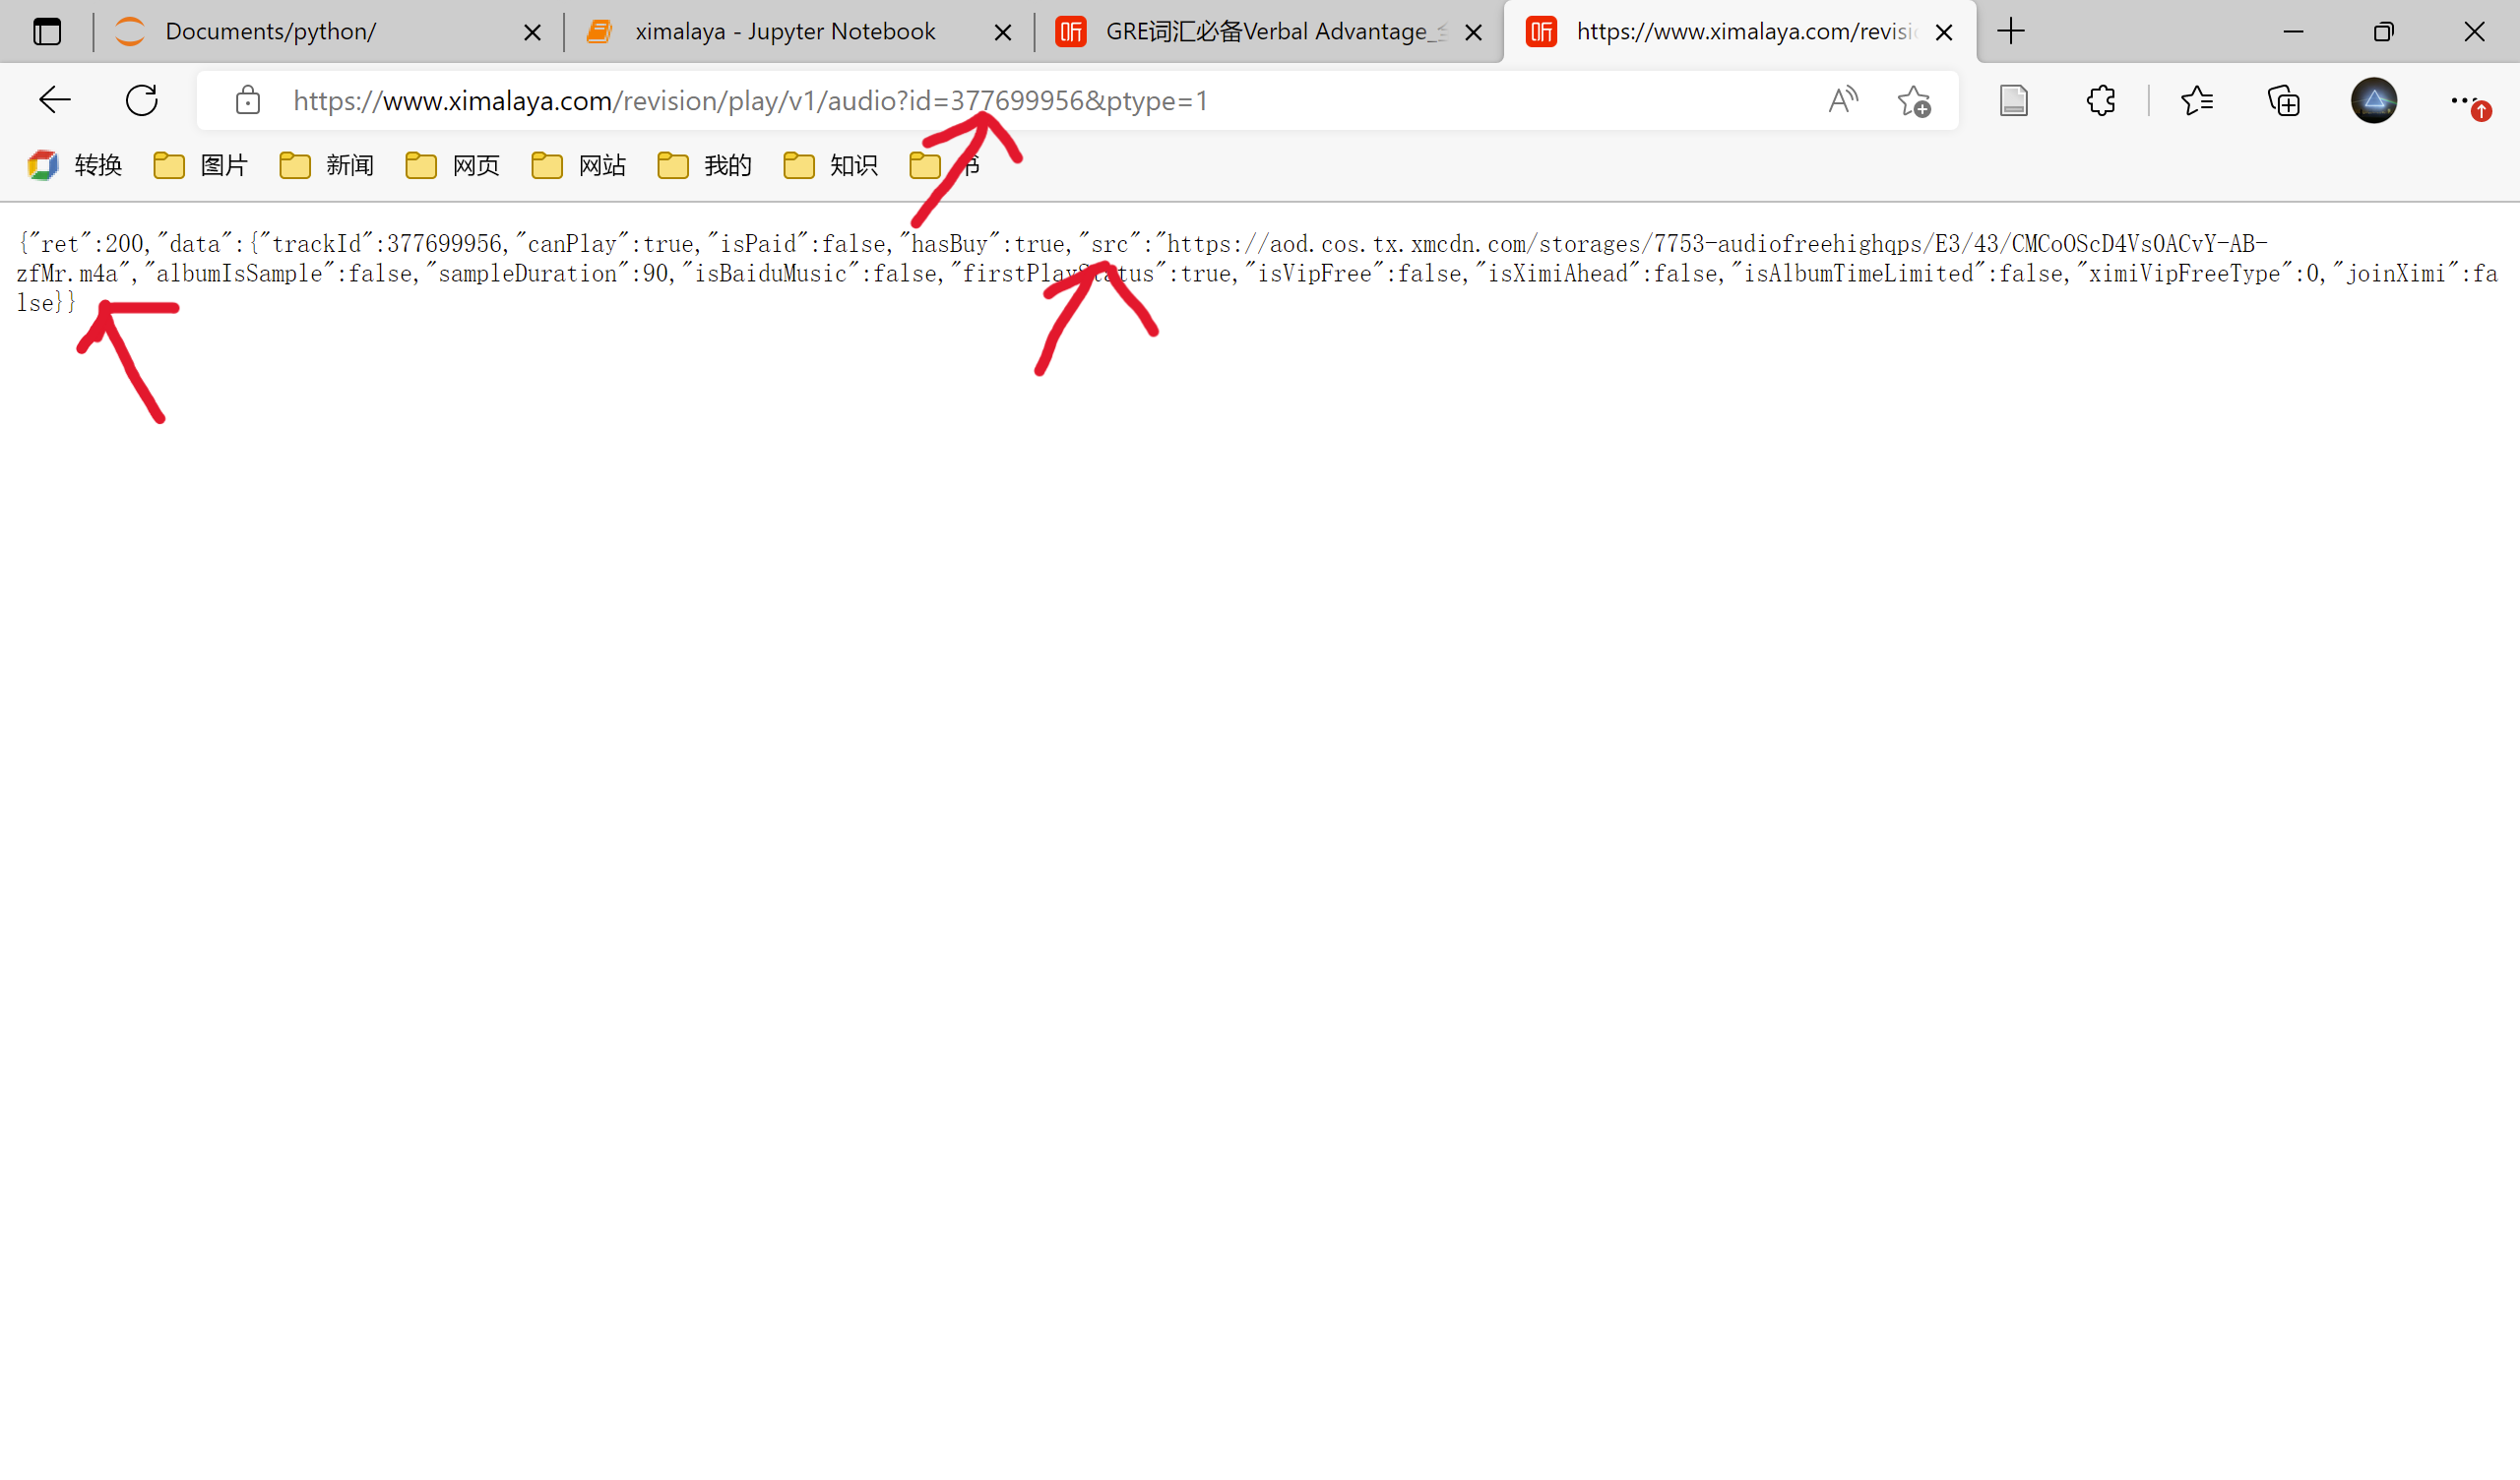 Documents/python/
ximalaya - Jupyter Notebook
GRE词汇必备Verbal Advantage_
https://www.ximalaya.com/revisi
https://www.ximalaya.com/revision/play/v1/audio?id=377699956&ptype=1
转换 图片 新闻 网页 网站 我的 知识 书
{"ret":200,"data":{"trackId":377699956,"canPlay":true,"isPaid":false,"hasBuy":true,"src":"https://aod.cos.tx.xmcdn.com/storages/7753-audiofreehighqps/E3/43/CMCoOScD4Vs0ACvY-AB-
zfMr.m4a","albumIsSample":false,"sampleDuration":90,"isBaiduMusic":false,"firstPlayStatus":true,"isVipFree":false,"isXimiAhead":false,"isAlbumTimeLimited":false,"ximiVipFreeType":0,"joinXimi":fa
lse}}